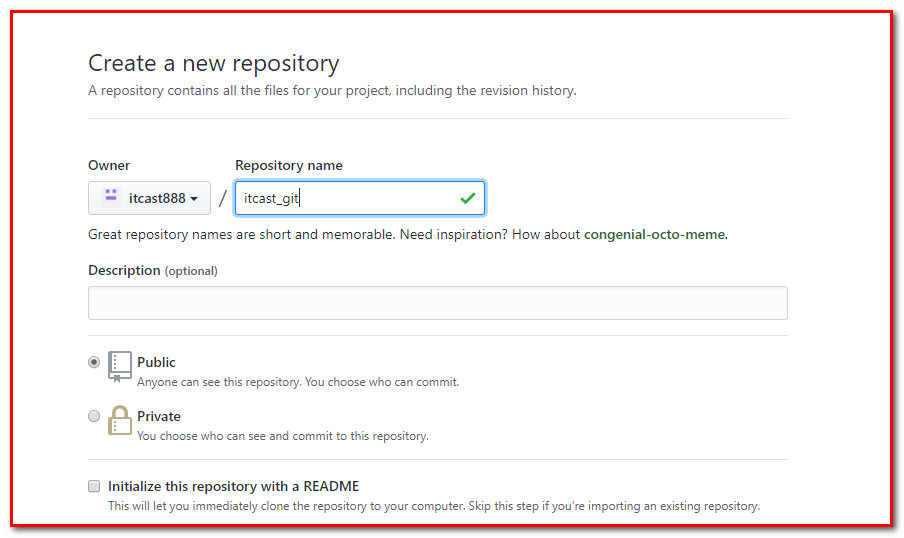 Create a new repository
A repository contains all the files for your project, including the revision history.
Owner
Repository name
itcast888 / itcast_git
Great repository names are short and memorable. Need inspiration? How about congenial-octo-meme.
Description (optional)
Public
Anyone can see this repository. You choose who can commit.
Private
You choose who can see and commit to this repository.
Initialize this repository with a README
This will let you immediately clone the repository to your computer. Skip this step if you’re importing an existing repository.